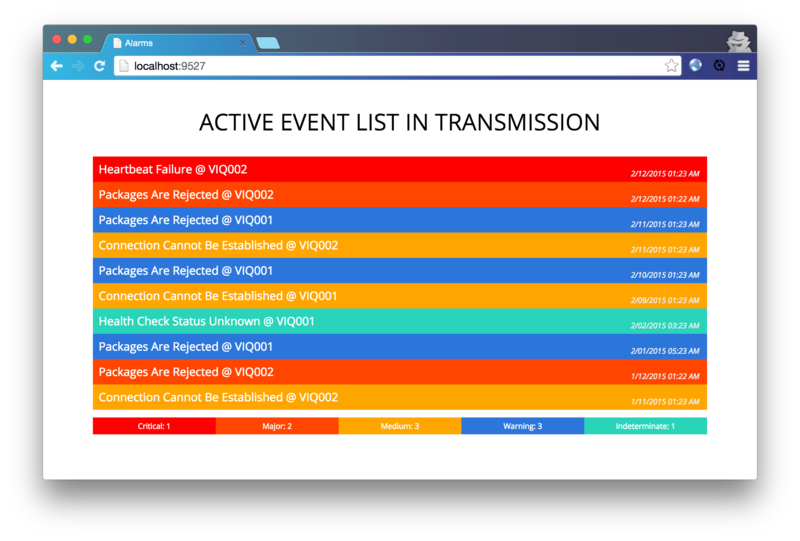 Alarms
localhost:9527
ACTIVE EVENT LIST IN TRANSMISSION
Heartbeat Failure @ VIQ002 2/12/2015 01:23 AM
Packages Are Rejected @ VIQ002 2/12/2015 01:22 AM
Packages Are Rejected @ VIQ001 2/11/2015 01:23 AM
Connection Cannot Be Established @ VIQ002 2/11/2015 01:23 AM
Packages Are Rejected @ VIQ001 2/10/2015 01:23 AM
Connection Cannot Be Established @ VIQ001 2/09/2015 01:23 AM
Health Check Status Unknown @ VIQ001 2/02/2015 03:23 AM
Packages Are Rejected @ VIQ001 2/01/2015 05:23 AM
Packages Are Rejected @ VIQ002 1/12/2015 01:22 AM
Connection Cannot Be Established @ VIQ002 1/11/2015 01:23 AM
Critical: 1 Major: 2 Medium: 3 Warning: 3 Indeterminate: 1